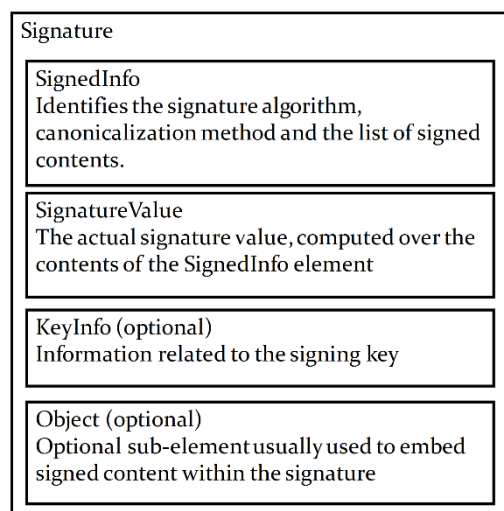 Signature
SignedInfo
Identifies the signature algorithm,
canonicalization method and the list of signed
contents.
SignatureValue
The actual signature value, computed over the
contents of the SignedInfo element
KeyInfo (optional)
Information related to the signing key
Object (optional)
Optional sub-element usually used to embed
signed content within the signature